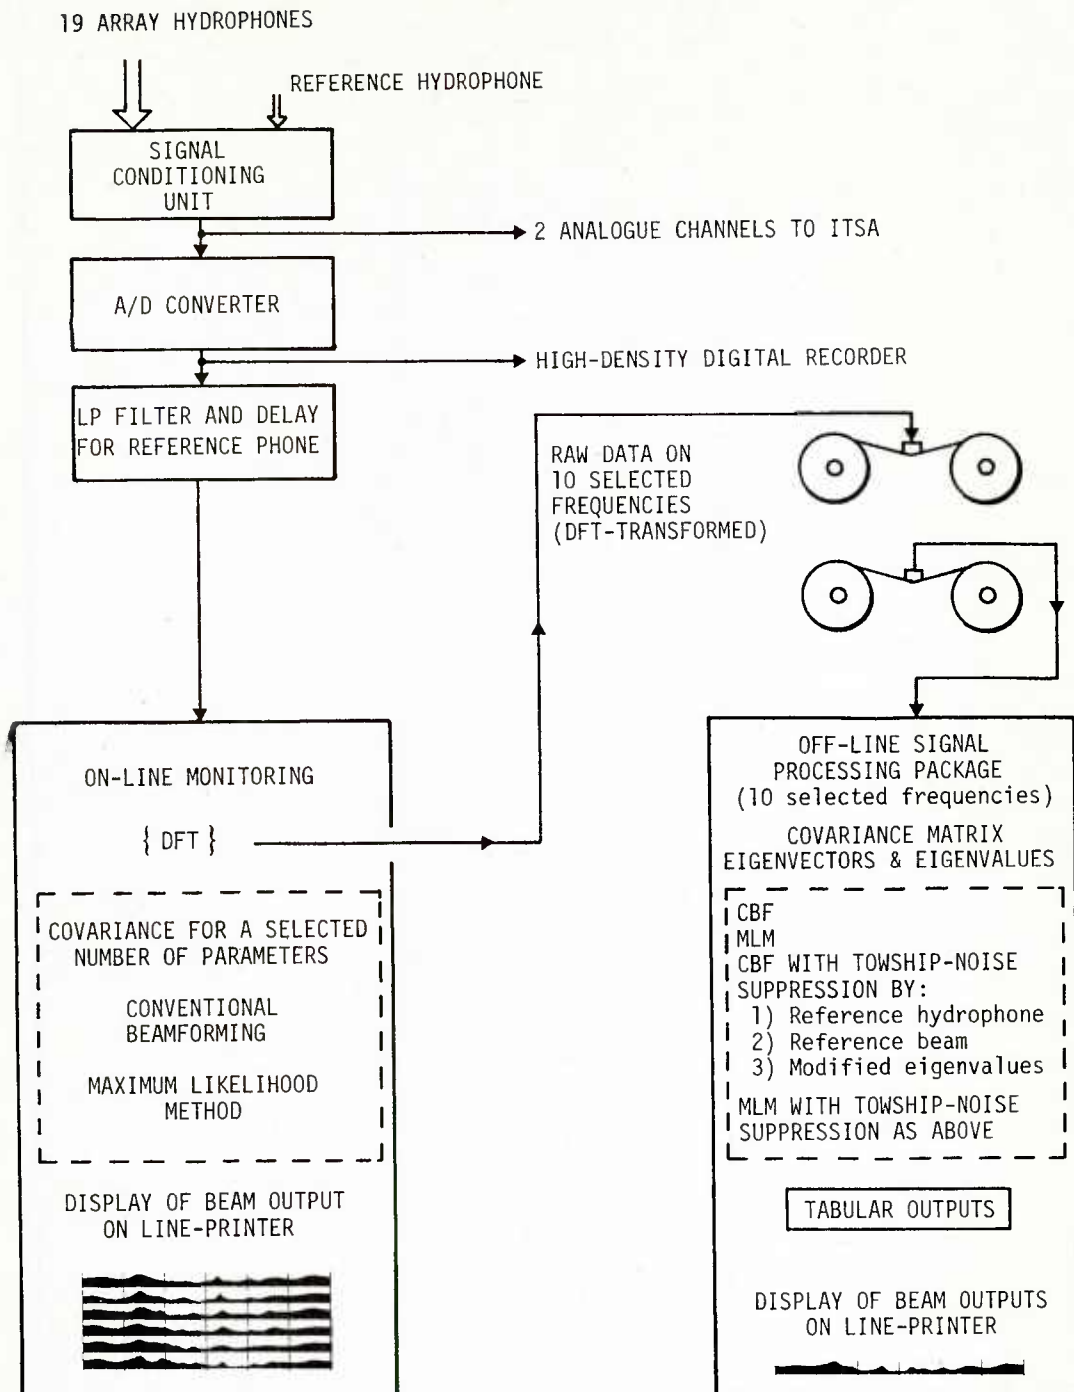 19 ARRAY HYDROPHONES
REFERENCE HYDROPHONE
SIGNAL
CONDITIONING
UNIT
2 ANALOGUE CHANNELS TO ITSA
A/D CONVERTER
HIGH-DENSITY DIGITAL RECORDER
LP FILTER AND DELAY
FOR REFERENCE PHONE
RAW DATA ON
10 SELECTED
FREQUENCIES
(DFT-TRANSFORMED)
ON-LINE MONITORING
{ DFT }
COVARIANCE FOR A SELECTED
NUMBER OF PARAMETERS
CONVENTIONAL
BEAMFORMING
MAXIMUM LIKELIHOOD
METHOD
DISPLAY OF BEAM OUTPUT
ON LINE-PRINTER
OFF-LINE SIGNAL
PROCESSING PACKAGE
(10 selected frequencies)
COVARIANCE MATRIX
EIGENVECTORS & EIGENVALUES
CBF
MLM
CBF WITH TOWSHIP-NOISE
SUPPRESSION BY:
1) Reference hydrophone
2) Reference beam
3) Modified eigenvalues
MLM WITH TOWSHIP-NOISE
SUPPRESSION AS ABOVE
TABULAR OUTPUTS
DISPLAY OF BEAM OUTPUTS
ON LINE-PRINTER